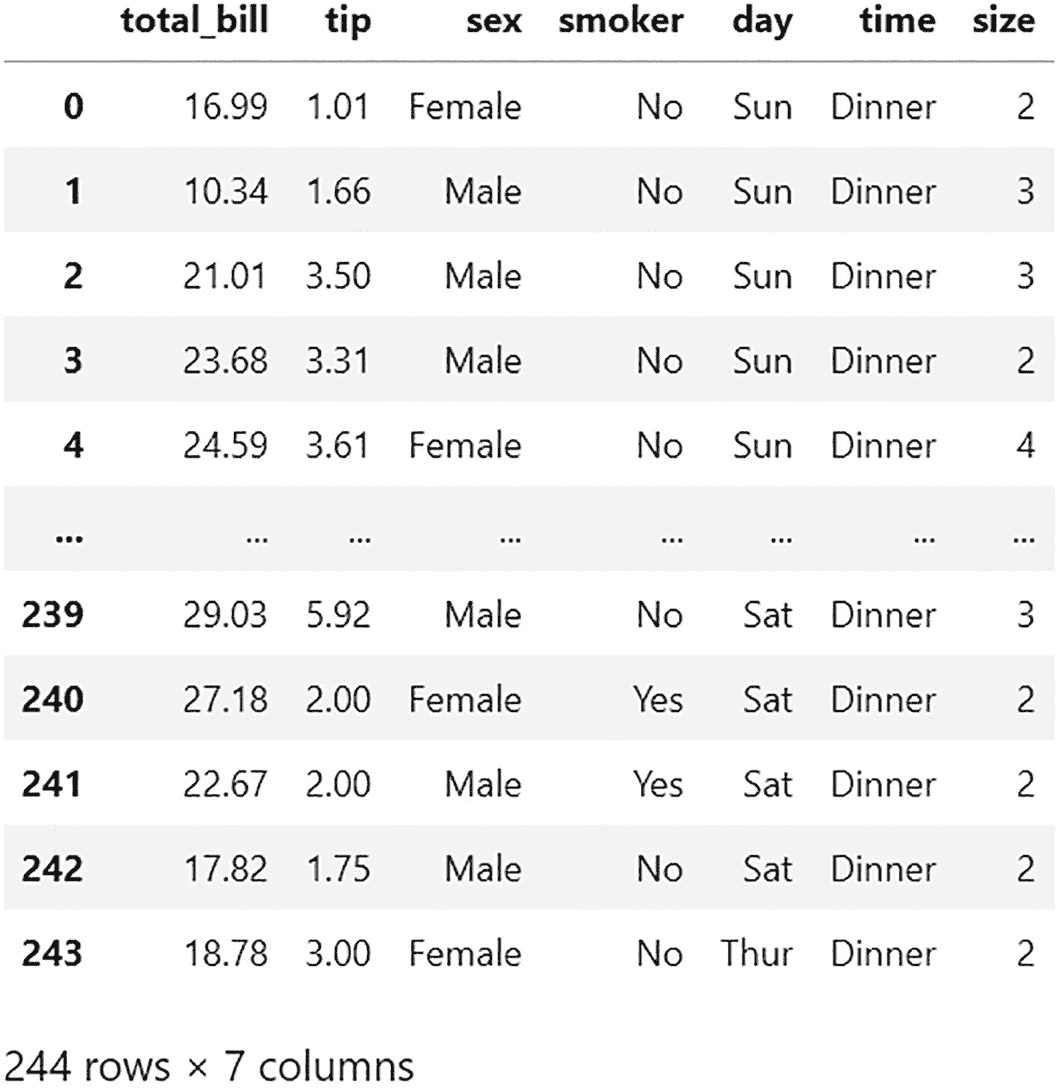 total_bill tip sex smoker day time size
0 16.99 1.01 Female No Sun Dinner 2
1 10.34 1.66 Male No Sun Dinner 3
2 21.01 3.50 Male No Sun Dinner 3
3 23.68 3.31 Male No Sun Dinner 2
4 24.59 3.61 Female No Sun Dinner 4
... ... ... ... ... ... ... ...
239 29.03 5.92 Male No Sat Dinner 3
240 27.18 2.00 Female Yes Sat Dinner 2
241 22.67 2.00 Male Yes Sat Dinner 2
242 17.82 1.75 Male No Sat Dinner 2
243 18.78 3.00 Female No Thur Dinner 2
244 rows × 7 columns